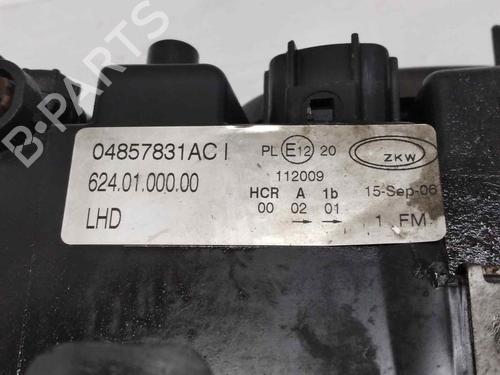 B-PARTS
04857831AC I
624.01.000.00
LHD
PL E12 20
112009
HCR A 1b
00 02 01
ZKW
15-Sep-06
1 FM